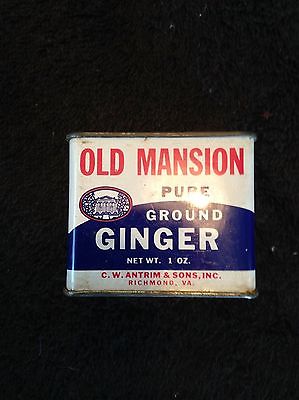 OLD MANSION
PURE
GROUND
GINGER
NET WT. 1 OZ.
C. W. ANTRIM & SONS, INC.
RICHMOND, VA.